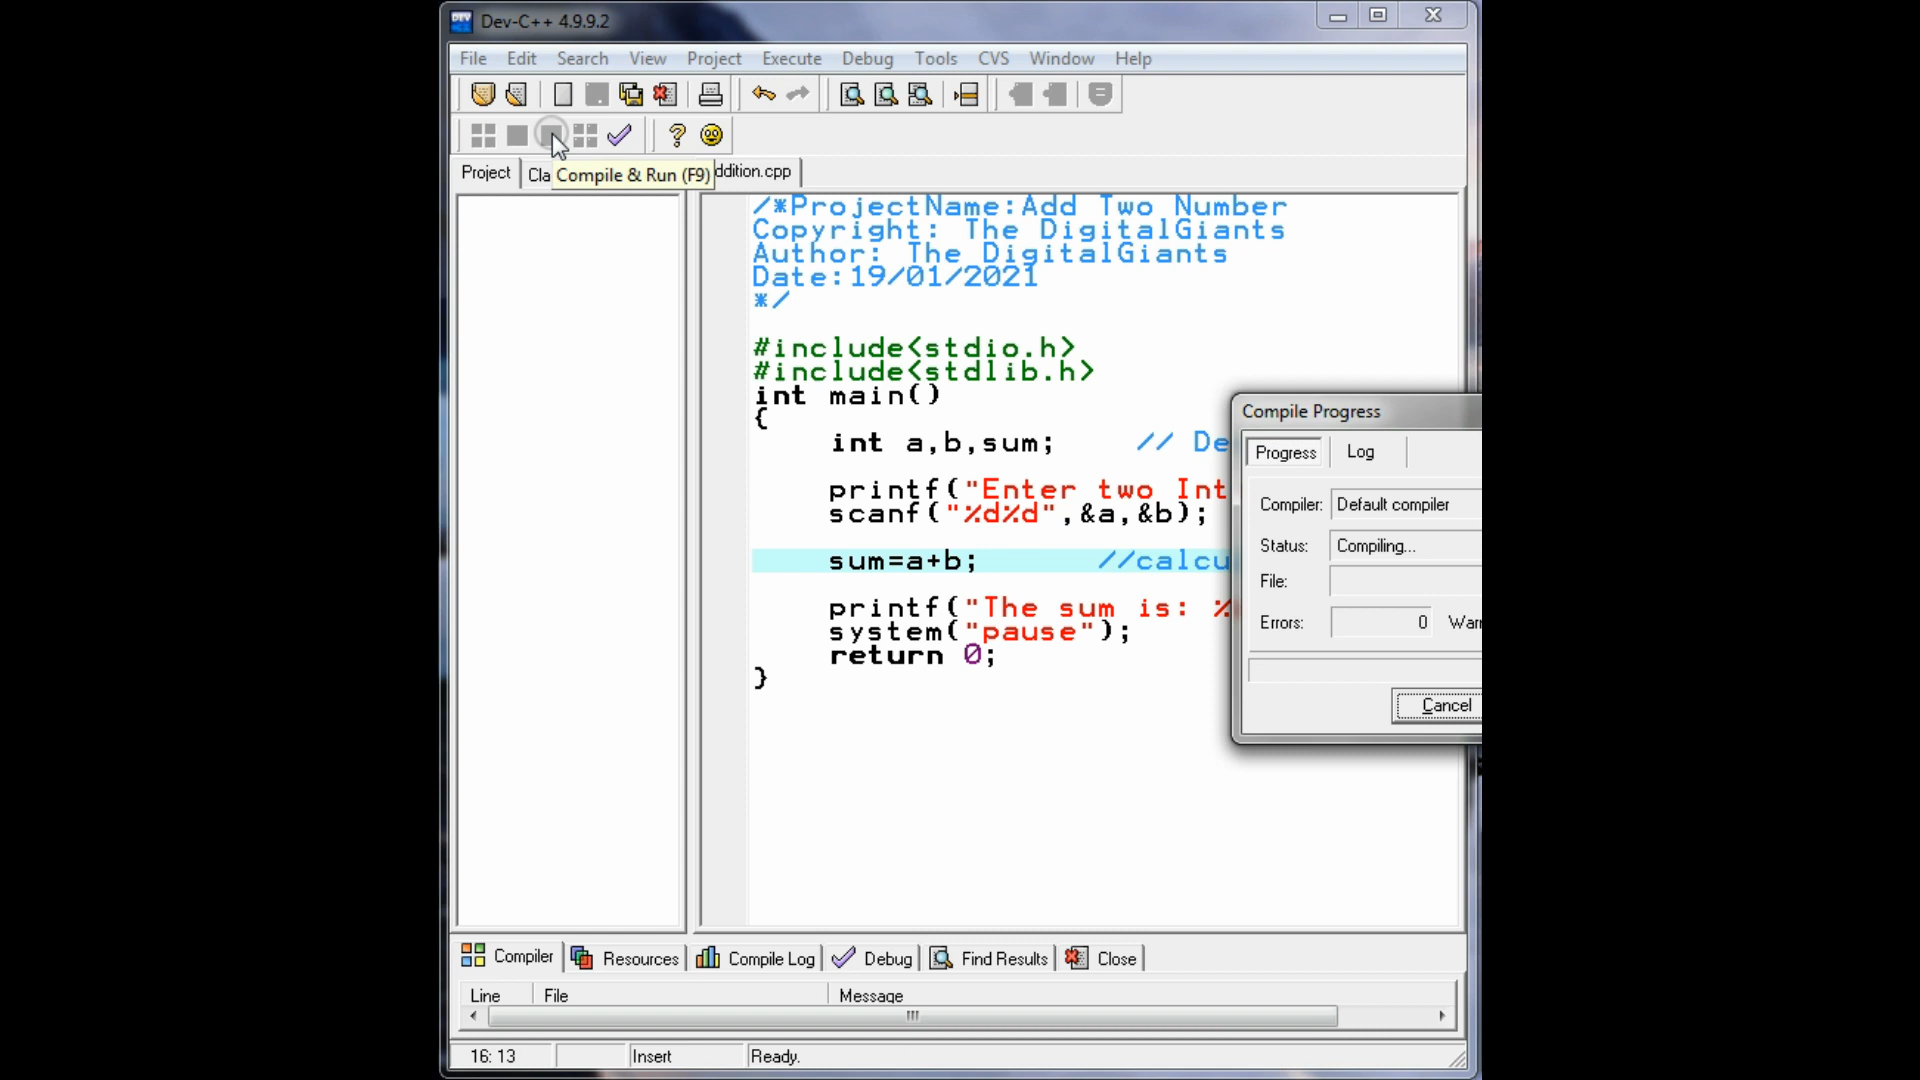 Dev-C++ 4.9.9.2
File Edit Search View Project Execute Debug Tools CVS Window Help
Project Cla ddition.cpp
Compile & Run (F9)
/*ProjectName:Add Two Number
Copyright: The DigitalGiants
Author: The DigitalGiants
Date:19/01/2021
*/
#include<stdio.h>
#include<stdlib.h>
int main()
{
int a,b,sum; // De
printf("Enter two Int
scanf("%d%d",&a,&b);
sum=a+b; //calcu
printf("The sum is: %
system("pause");
return 0;
}
Compile Progress
Progress Log
Compiler: Default compiler
Status: Compiling...
File:
Errors: 0 Warn
Cancel
Compiler Resources Compile Log Debug Find Results Close
Line File Message
16: 13 Insert Ready.